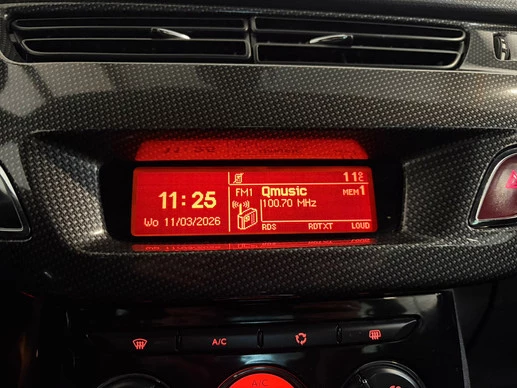 11°C
11:25
FM1 Qmusic MEM1
100.70 MHz
Wo 11/03/2026
RDS RDTXT LOUD
A/C
A/C